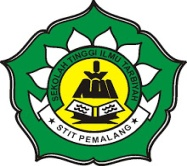 SEKOLAH TINGGI ILMU TARBIYAH
STIT PEMALANG